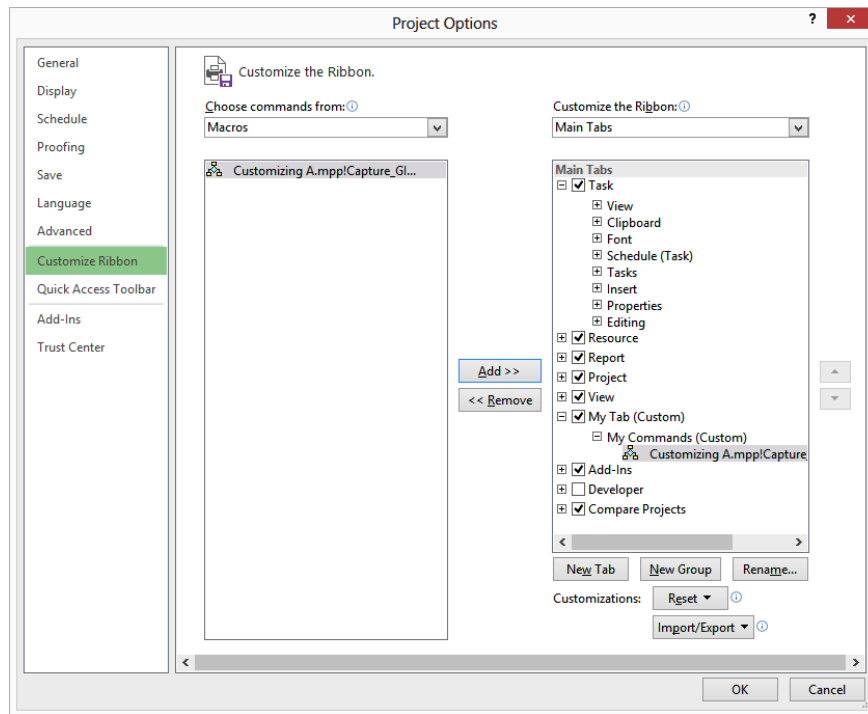 Project Options
?
×
General
Display
Schedule
Proofing
Save
Language
Advanced
Customize Ribbon
Quick Access Toolbar
Add-Ins
Trust Center
Customize the Ribbon.
Choose commands from:
Macros
Customizing A.mpp!Capture_Gl...
Add >>
<< Remove
Customize the Ribbon:
Main Tabs
Main Tabs
Task
View
Clipboard
Font
Schedule (Task)
Tasks
Insert
Properties
Editing
Resource
Report
Project
View
My Tab (Custom)
My Commands (Custom)
Customizing A.mpp!Capture_
Add-Ins
Developer
Compare Projects
New Tab
New Group
Rename...
Customizations:
Reset
Import/Export
OK
Cancel